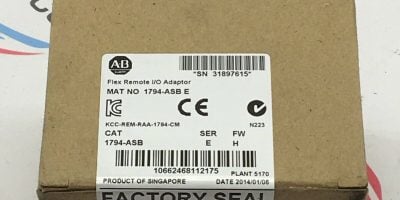 AB
"SN 31897615"
Flex Remote I/O Adaptor
MAT NO 1794-ASB E
CE
KCC-REM-RAA-1794-CM
N223
CAT SER FW
1794-ASB E H
10662468112175
PLANT 5170
PRODUCT OF SINGAPORE DATE 2014/01/08
FACTORY SEAL